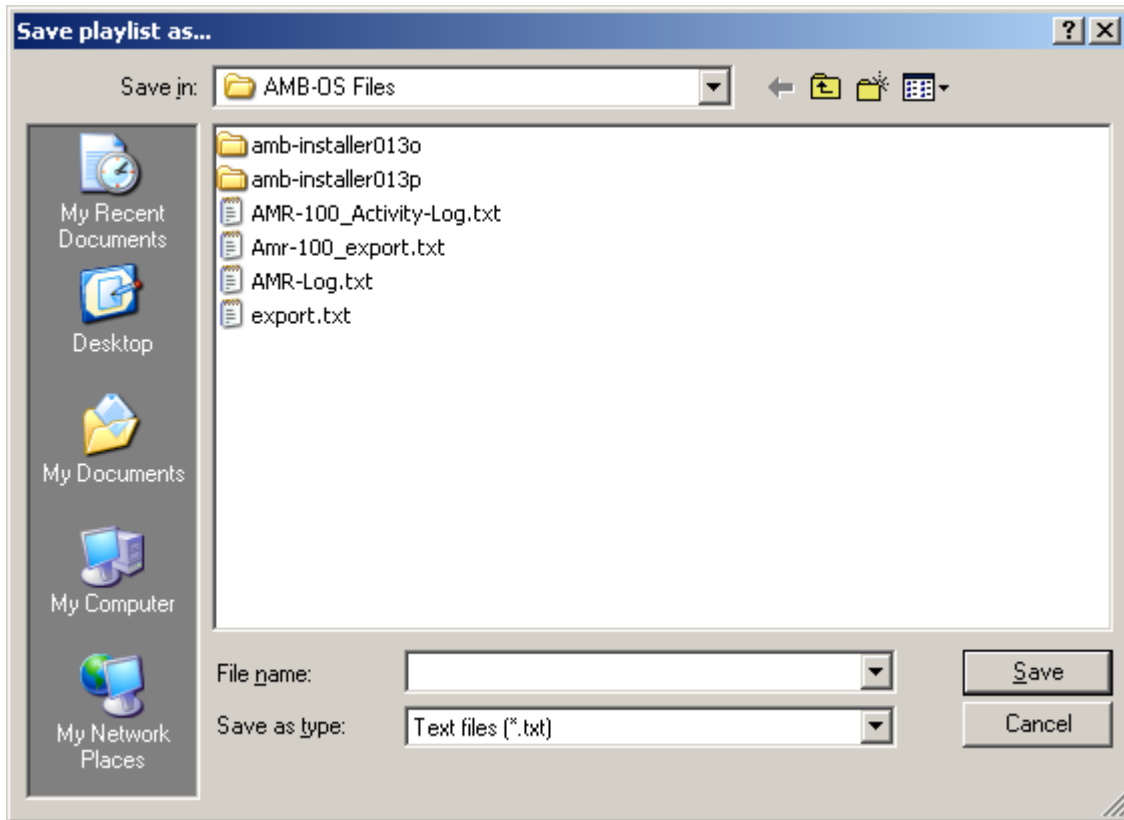 Save playlist as...
Save in:
AMB-OS Files
My Recent
Documents
Desktop
My Documents
My Computer
My Network
Places
amb-installer013o
amb-installer013p
AMR-100_Activity-Log.txt
Amr-100_export.txt
AMR-Log.txt
export.txt
File name:
Save
Save as type:
Text files (*.txt)
Cancel